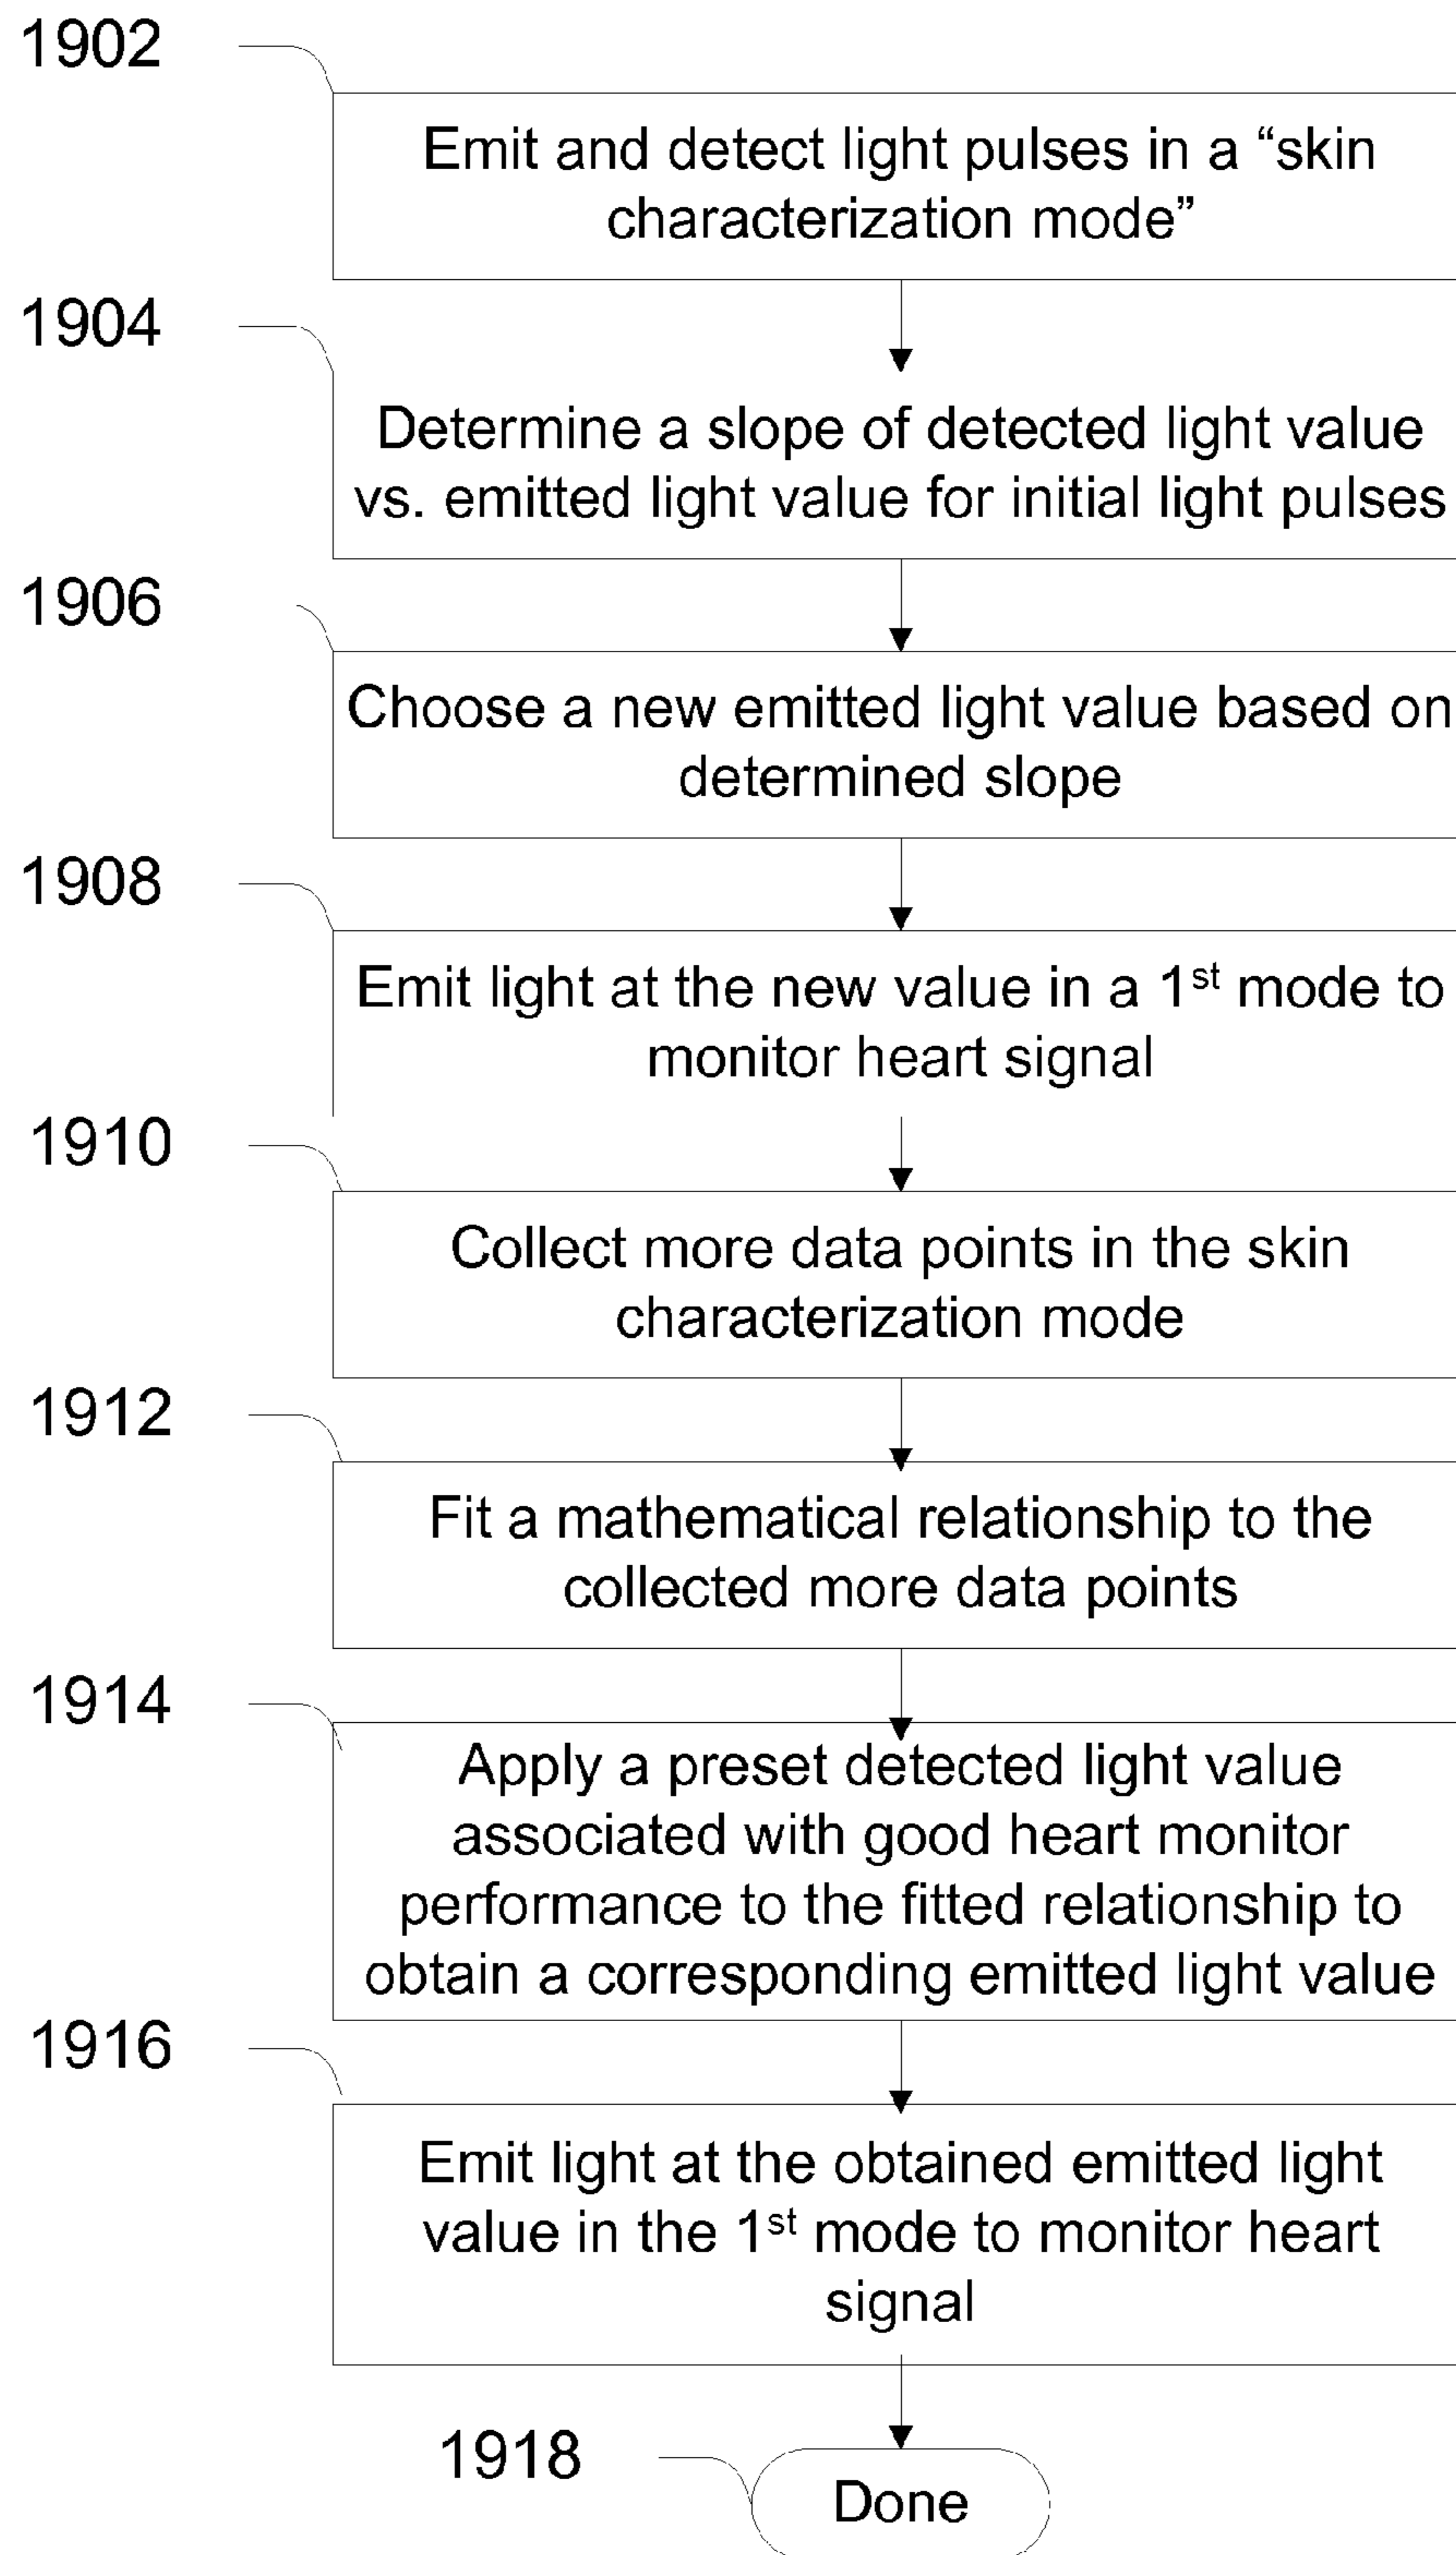 1902
Emit and detect light pulses in a “skin
characterization mode”
1904
Determine a slope of detected light value
vs. emitted light value for initial light pulses
1906
Choose a new emitted light value based on
determined slope
1908
Emit light at the new value in a 1st mode to
monitor heart signal
1910
Collect more data points in the skin
characterization mode
1912
Fit a mathematical relationship to the
collected more data points
1914
Apply a preset detected light value
associated with good heart monitor
performance to the fitted relationship to
obtain a corresponding emitted light value
1916
Emit light at the obtained emitted light
value in the 1st mode to monitor heart
signal
1918
Done